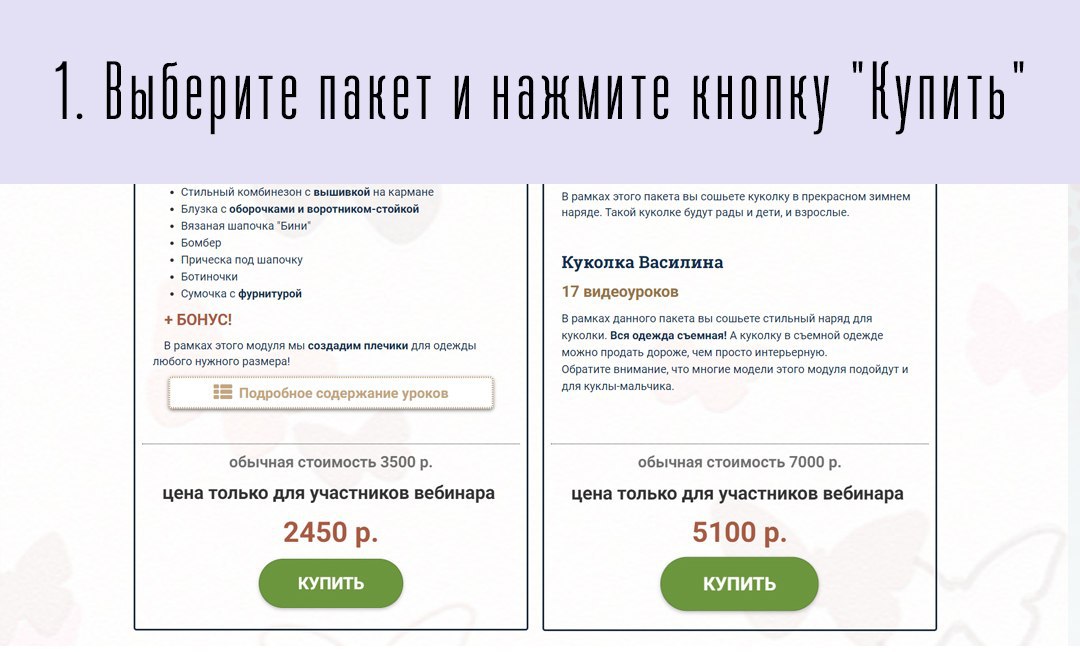 1. Выберите пакет и нажмите кнопку "Купить"
• Стильный комбинезон с вышивкой на кармане
• Блузка с оборочками и воротником-стойкой
• Вязаная шапочка "Бини"
• Бомбер
• Прическа под шапочку
• Ботиночки
• Сумочка с фурнитурой
+ БОНУС!
В рамках этого модуля мы создадим плечики для одежды
любого нужного размера!
Подробное содержание уроков
обычная стоимость 3500 р.
цена только для участников вебинара
2450 р.
КУПИТЬ
В рамках этого пакета вы сошьете куколку в прекрасном зимнем
наряде. Такой куколке будут рады и дети, и взрослые.
Куколка Василина
17 видеоуроков
В рамках данного пакета вы сошьете стильный наряд для
куколки. Вся одежда съемная! А куколку в съемной одежде
можно продать дороже, чем просто интерьерную.
Обратите внимание, что многие модели этого модуля подойдут и
для куклы-мальчика.
обычная стоимость 7000 р.
цена только для участников вебинара
5100 р.
КУПИТЬ